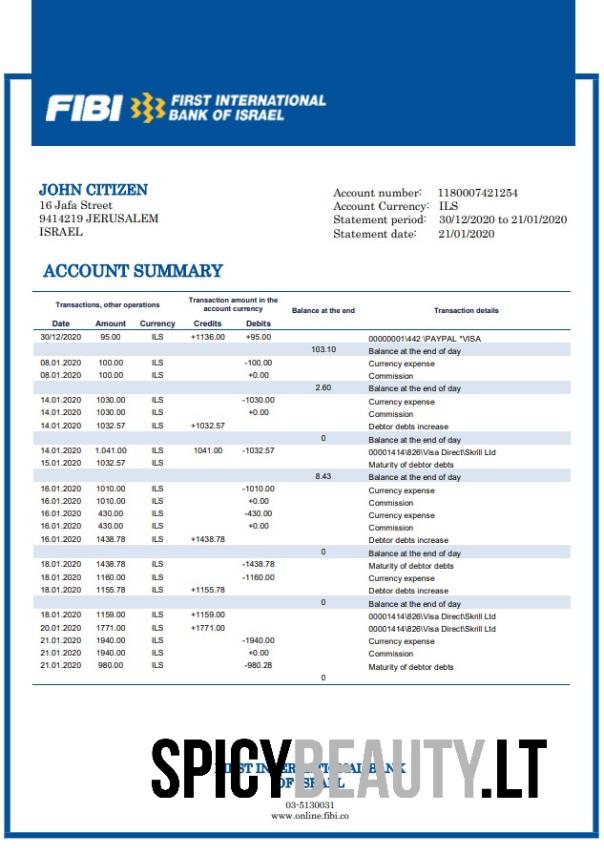 FIBI FIRST INTERNATIONAL
BANK OF ISRAEL
JOHN CITIZEN
16 Jafa Street
9414219 JERUSALEM
ISRAEL
Account number: 1180007421254
Account Currency: ILS
Statement period: 30/12/2020 to 21/01/2020
Statement date: 21/01/2020
ACCOUNT SUMMARY
Transactions, other operations Transaction amount in the account currency Balance at the end Transaction details
Date Amount Currency Credits Debits
30/12/2020 95.00 ILS +1136.00 +95.00 00000001\442 \PAYPAL *VISA
103.10 Balance at the end of day
08.01.2020 100.00 ILS -100.00 Currency expense
08.01.2020 100.00 ILS +0.00 Commission
2.60 Balance at the end of day
14.01.2020 1030.00 ILS -1030.00 Currency expense
14.01.2020 1030.00 ILS +0.00 Commission
14.01.2020 1032.57 ILS +1032.57 Debtor debts increase
0 Balance at the end of day
14.01.2020 1.041.00 ILS 1041.00 -1032.57 00001414\826\Visa Direct\Skrill Ltd
15.01.2020 1032.57 ILS Maturity of debtor debts
8.43 Balance at the end of day
16.01.2020 1010.00 ILS -1010.00 Currency expense
16.01.2020 1010.00 ILS +0.00 Commission
16.01.2020 430.00 ILS -430.00 Currency expense
16.01.2020 430.00 ILS +0.00 Commission
16.01.2020 1438.78 ILS +1438.78 Debtor debts increase
0 Balance at the end of day
18.01.2020 1438.78 ILS -1438.78 Maturity of debtor debts
18.01.2020 1160.00 ILS -1160.00 Currency expense
18.01.2020 1155.78 ILS +1155.78 Debtor debts increase
0 Balance at the end of day
18.01.2020 1159.00 ILS +1159.00 00001414\826\Visa Direct\Skrill Ltd
20.01.2020 1771.00 ILS +1771.00 00001414\826\Visa Direct\Skrill Ltd
21.01.2020 1940.00 ILS -1940.00 Currency expense
21.01.2020 1940.00 ILS +0.00 Commission
21.01.2020 980.00 ILS -980.28 Maturity of debtor debts
0
SPICYBEAUTY.LT
FIRST INTERNATIONAL BANK
OF ISRAEL
03-5130031
www.online.fibi.co